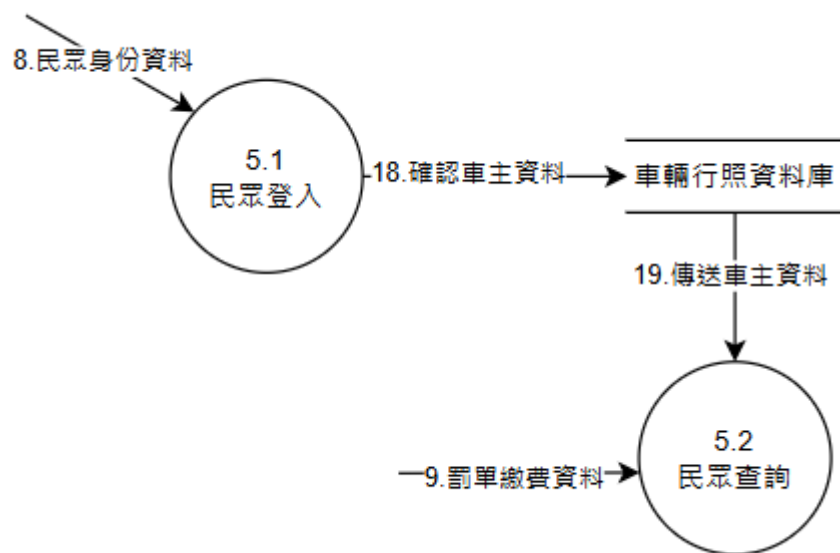 8.民眾身份資料
5.1
民眾登入
18.確認車主資料
車輛行照資料庫
19.傳送車主資料
5.2
民眾查詢
9.罰單繳費資料